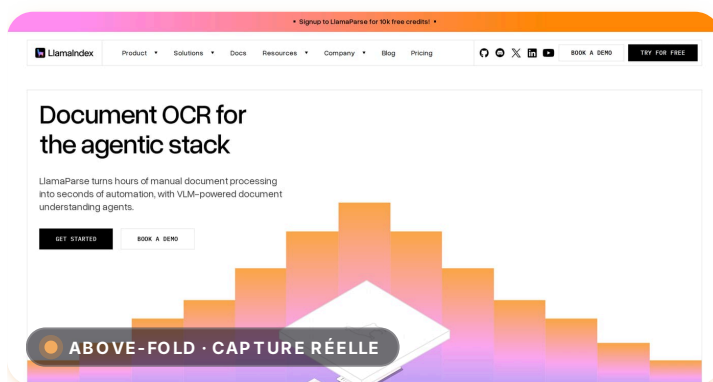 • Signup to LlamaParse for 10k free credits! •
LlamaIndex
Product ▼ Solutions ▼ Docs Resources ▼ Company ▼ Blog Pricing
BOOK A DEMO
TRY FOR FREE
Document OCR for
the agentic stack
LlamaParse turns hours of manual document processing
into seconds of automation, with VLM-powered document
understanding agents.
GET STARTED
BOOK A DEMO
ABOVE-FOLD · CAPTURE RÉELLE